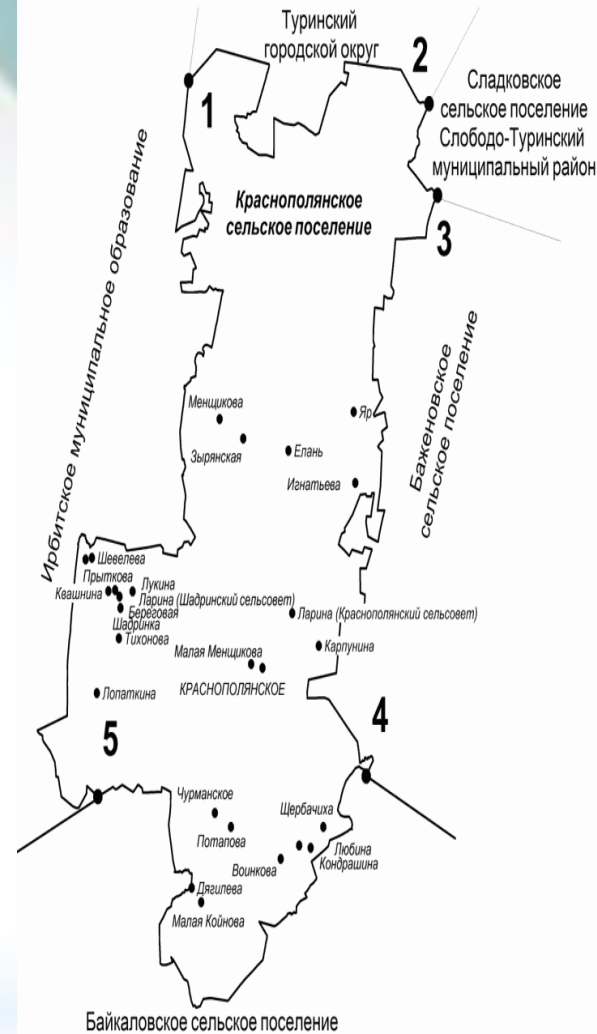 Туринский
городской округ
2
Сладковское
сельское поселение
Слободо-Туринский
муниципальный район
1
Краснополянское
сельское поселение
3
Ирбитское муниципальное образование
Баженовское
сельское поселение
Менщикова
Яр
Зырянская
Елань
Игнатьева
Шевелева
Прыткова
Лукина
Квашнина
Ларина (Шадринский сельсовет)
Береговая
Ларина (Краснополянский сельсовет)
Шадринка
Тихонова
Малая Менщикова
Карпунина
Лопаткина
КРАСНОПОЛЯНСКОЕ
4
5
Чурманское
Щербачиха
Потапова
Любина
Воинкова
Кондрашина
Дягилева
Малая Койнова
Байкаловское сельское поселение